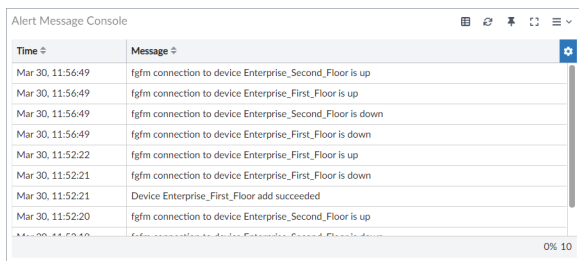 Alert Message Console
Time Message
Mar 30, 11:56:49 fgfm connection to device Enterprise_Second_Floor is up
Mar 30, 11:56:49 fgfm connection to device Enterprise_First_Floor is up
Mar 30, 11:56:49 fgfm connection to device Enterprise_Second_Floor is down
Mar 30, 11:56:49 fgfm connection to device Enterprise_First_Floor is down
Mar 30, 11:52:22 fgfm connection to device Enterprise_First_Floor is up
Mar 30, 11:52:21 fgfm connection to device Enterprise_First_Floor is down
Mar 30, 11:52:21 Device Enterprise_First_Floor add succeeded
Mar 30, 11:52:20 fgfm connection to device Enterprise_Second_Floor is up
0% 10